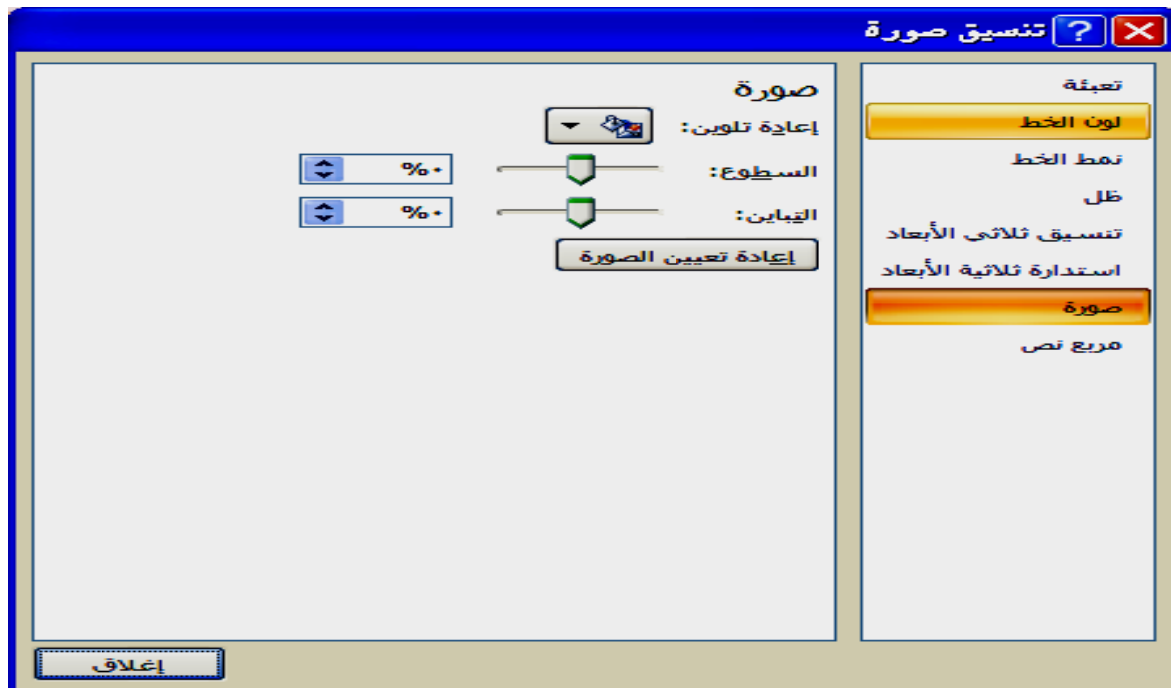 تنسيق صورة
تعبئة
لون الخط
نمط الخط
ظل
تنسيق ثلاثي الأبعاد
استدارة ثلاثية الأبعاد
صورة
مربع نص
صورة
إعادة تلوين:
السطوع: ٠%
التباين: ٠%
إعادة تعيين الصورة
إغلاق